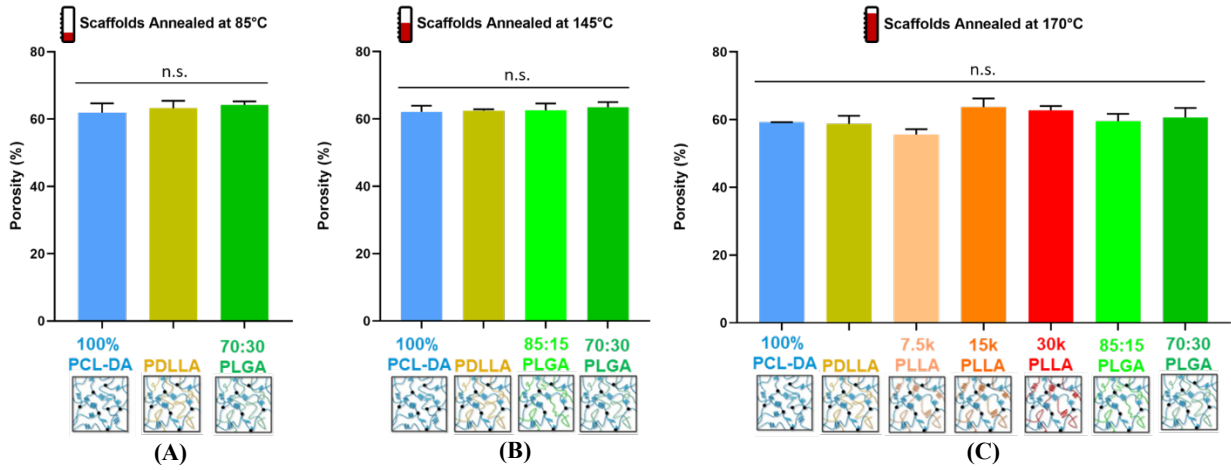 Scaffolds Annealed at 85°C
n.s.
80
60
40
20
0
Porosity (%)
100%
PCL-DA
PDLLA
70:30
PLGA
(A)
Scaffolds Annealed at 145°C
n.s.
80
60
40
20
0
Porosity (%)
100%
PCL-DA
PDLLA
85:15
PLGA
70:30
PLGA
(B)
Scaffolds Annealed at 170°C
n.s.
80
60
40
20
0
Porosity (%)
100%
PCL-DA
PDLLA
7.5k
PLLA
15k
PLLA
30k
PLLA
85:15
PLGA
70:30
PLGA
(C)